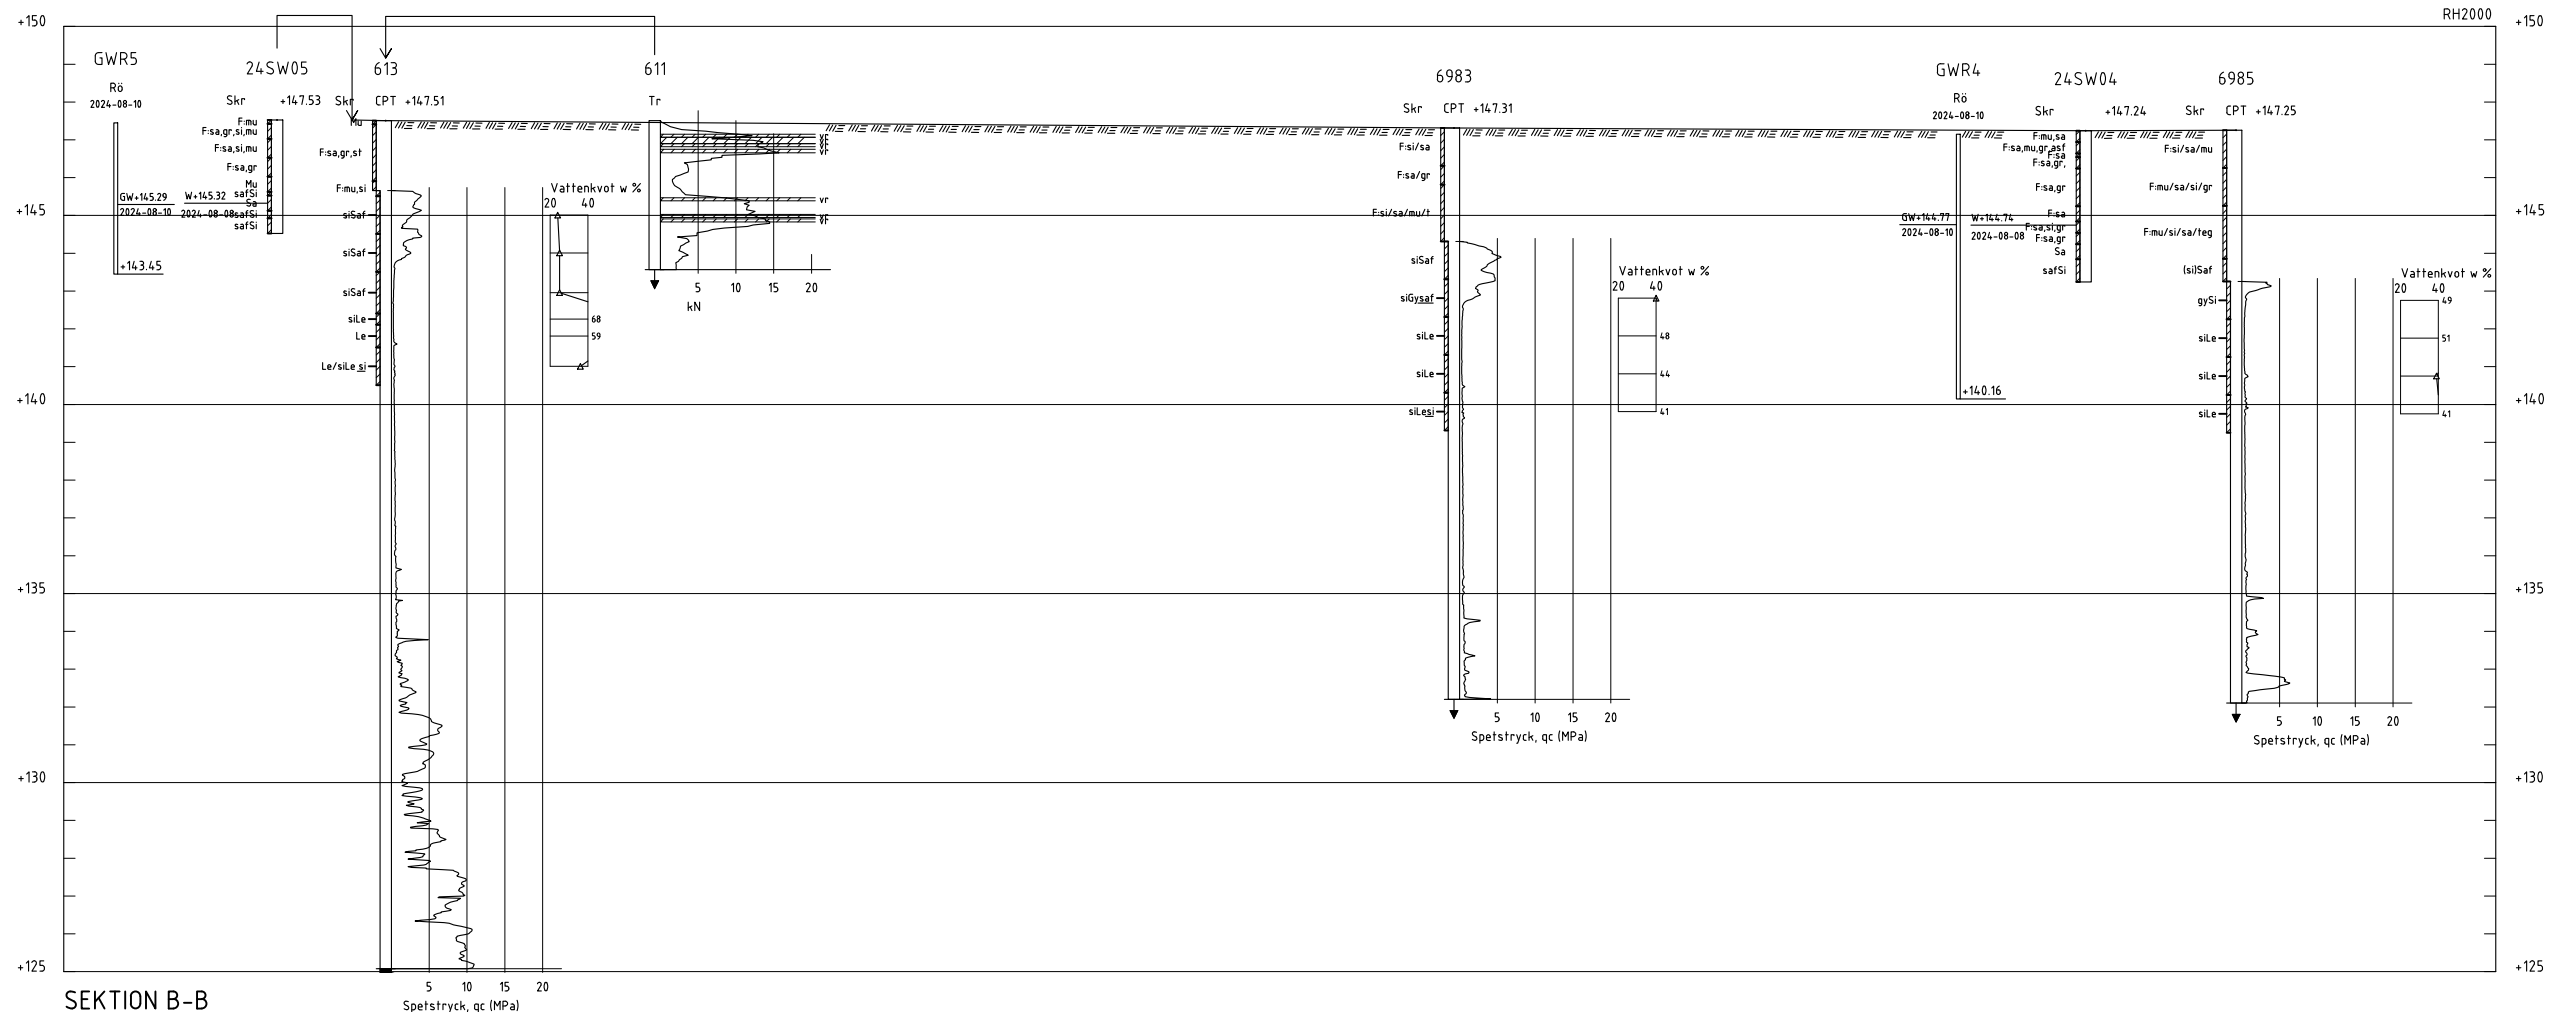 +150
RH2000
+150
GWR5
Rö
2024-08-10
GW+145.29
2024-08-10
+143.45
24SW05
Skr
+147.53
F:mu
F:sa,gr,si,mu
F:sa,si,mu
F:sa,gr
Mu
safSi
Sa
safSi
safSi
W+145.32
2024-08-08
613
Skr
CPT
+147.51
Mu
F:sa,gr,st
F:mu,si
siSaf
siSaf
siSaf
siLe
Le
Le/siLe si
Vattenkvot w %
20
40
68
59
5
10
15
20
Spetstryck, qc (MPa)
611
Tr
vr
vr
vr
vr
5
10
15
20
kN
6983
Skr
CPT
+147.31
F:si/sa
F:sa/gr
F:si/sa/mu/t
siSaf
siGysaf
siLe
siLe
siLesi
Vattenkvot w %
20
40
48
44
41
5
10
15
20
Spetstryck, qc (MPa)
GWR4
Rö
2024-08-10
GW+144.77
2024-08-10
+140.16
24SW04
Skr
+147.24
F:mu,sa
F:sa,mu,gr,asf
F:sa
F:sa,gr,
F:sa,gr
F:sa
F:sa,si,gr
F:sa,gr
Sa
safSi
W+144.74
2024-08-08
6985
Skr
CPT
+147.25
F:si/sa/mu
F:mu/sa/si/gr
F:mu/si/sa/teg
(si)Saf
gySi
siLe
siLe
siLe
Vattenkvot w %
20
40
49
51
41
5
10
15
20
Spetstryck, qc (MPa)
+145
+145
+140
+140
+135
+135
+130
+130
+125
+125
SEKTION B-B